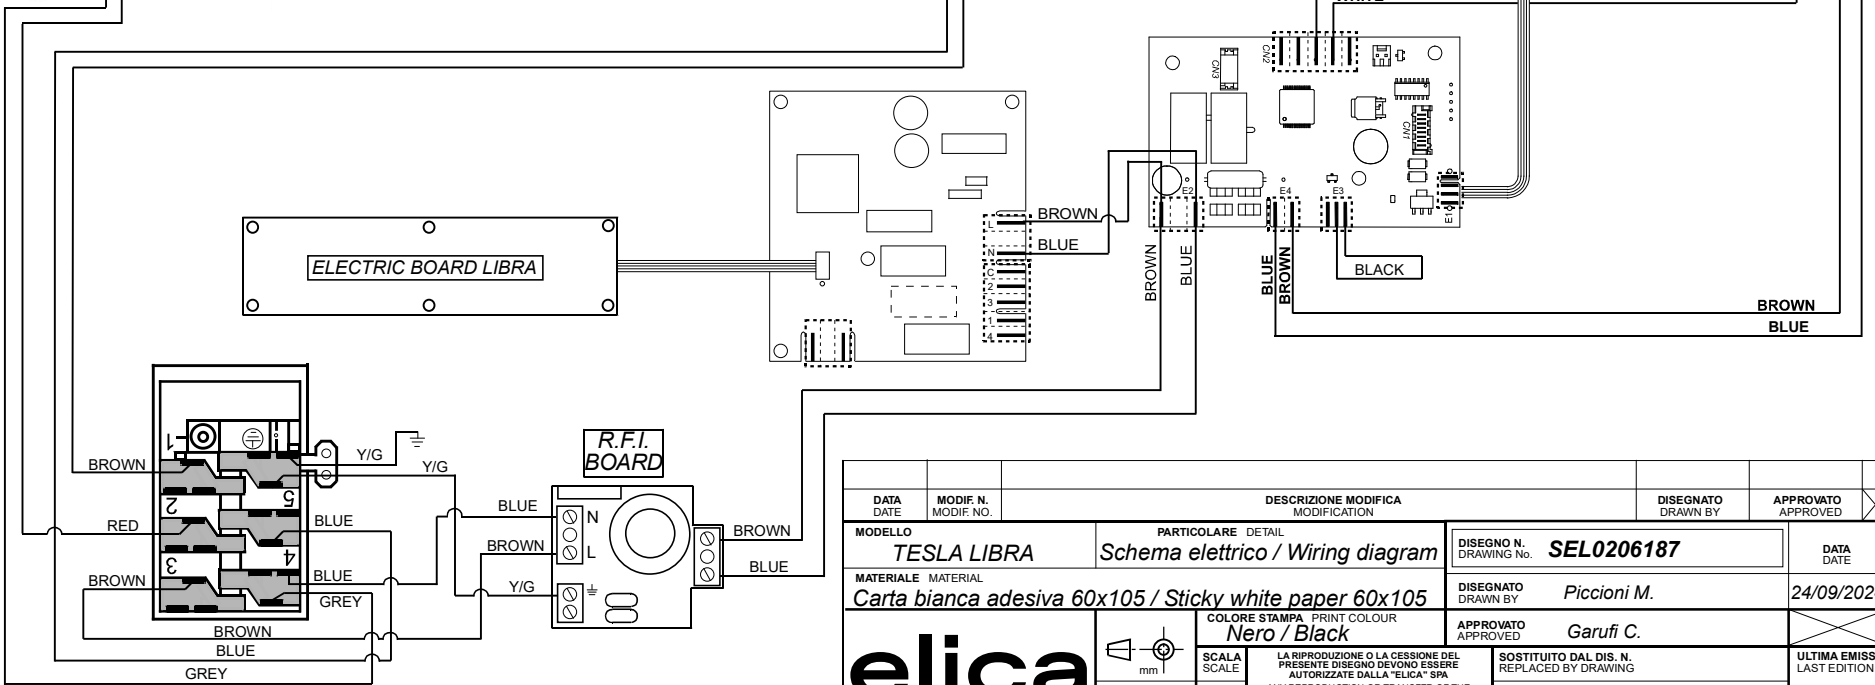 CN2
CN3
CN1
E2
E4
E3
E1
BROWN
BLUE
L
N
C
2
3
1
4
ELECTRIC BOARD LIBRA
BROWN
BLUE
BLUE
BROWN
BLACK
BROWN
BLUE
1
2
3
5
4
BROWN
Y/G
Y/G
RED
BLUE
BROWN
BLUE
GREY
BROWN
BLUE
GREY
R.F.I.
BOARD
BLUE
N
BROWN
L
Y/G
BROWN
BLUE
DATA
DATE
MODIF. N.
MODIF. NO.
DESCRIZIONE MODIFICA
MODIFICATION
DISEGNATO
DRAWN BY
APPROVATO
APPROVED
MODELLO
TESLA LIBRA
PARTICOLARE DETAIL
Schema elettrico / Wiring diagram
DISEGNO N.
DRAWING No. SEL0206187
DATA
DATE
MATERIALE MATERIAL
Carta bianca adesiva 60x105 / Sticky white paper 60x105
DISEGNATO
DRAWN BY Piccioni M.
24/09/202
COLORE STAMPA PRINT COLOUR
Nero / Black
APPROVATO
APPROVED Garufi C.
elica
mm
SCALA
SCALE
LA RIPRODUZIONE O LA CESSIONE DEL
PRESENTE DISEGNO DEVONO ESSERE
AUTORIZZATE DALLA "ELICA" SPA
SOSTITUITO DAL DIS. N.
REPLACED BY DRAWING
ULTIMA EMISS
LAST EDITION